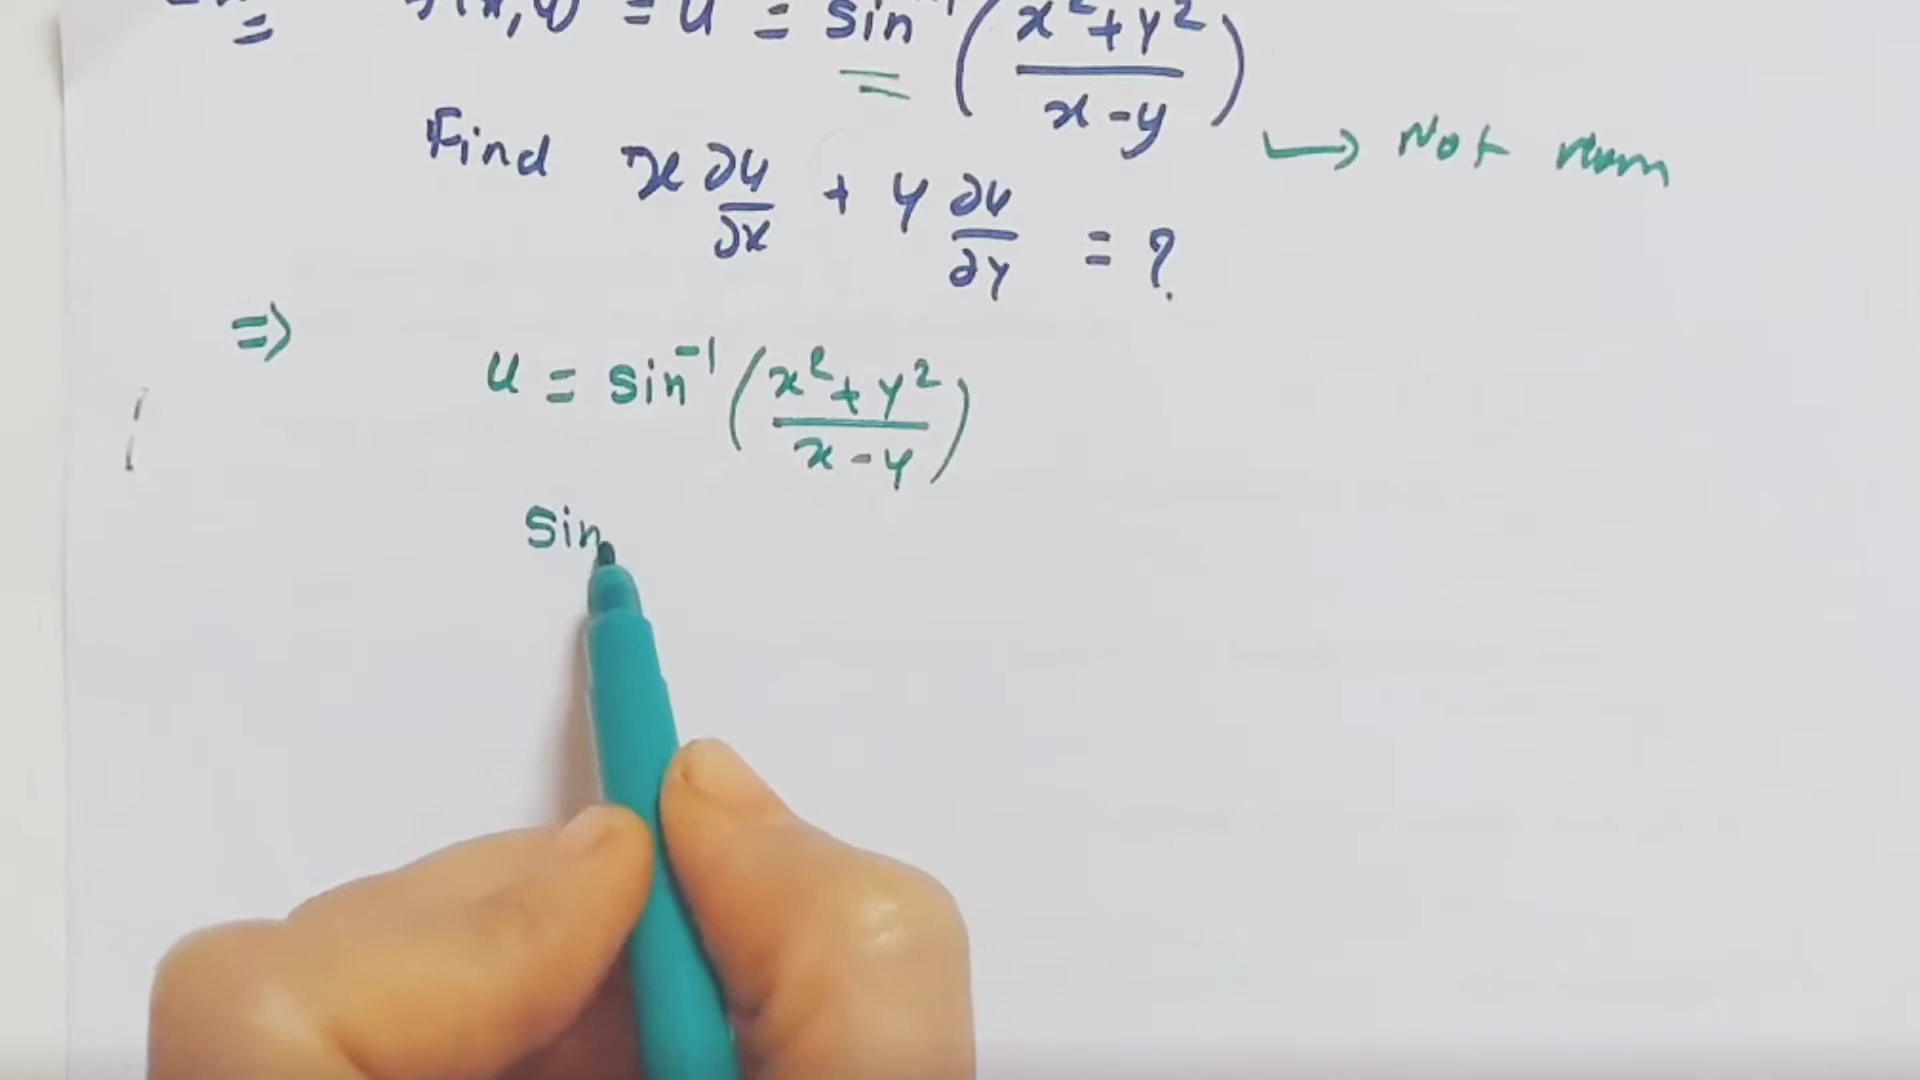 = u = sin⁻¹ (x² + y² / x - y)
Find x ∂u/∂x + y ∂u/∂y = ? → Not
⇒ u = sin⁻¹ (x² + y² / x - y)
sin